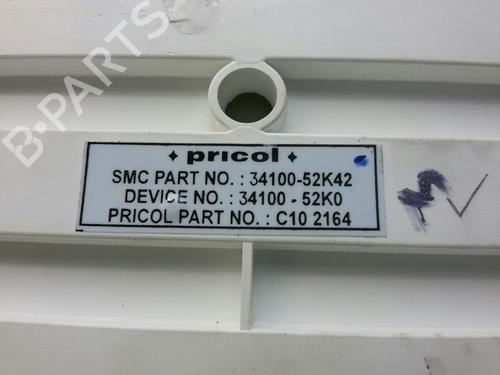 B-PARTS
pricol
SMC PART NO. : 34100-52K42
DEVICE NO. : 34100 - 52K0
PRICOL PART NO. : C10 2164